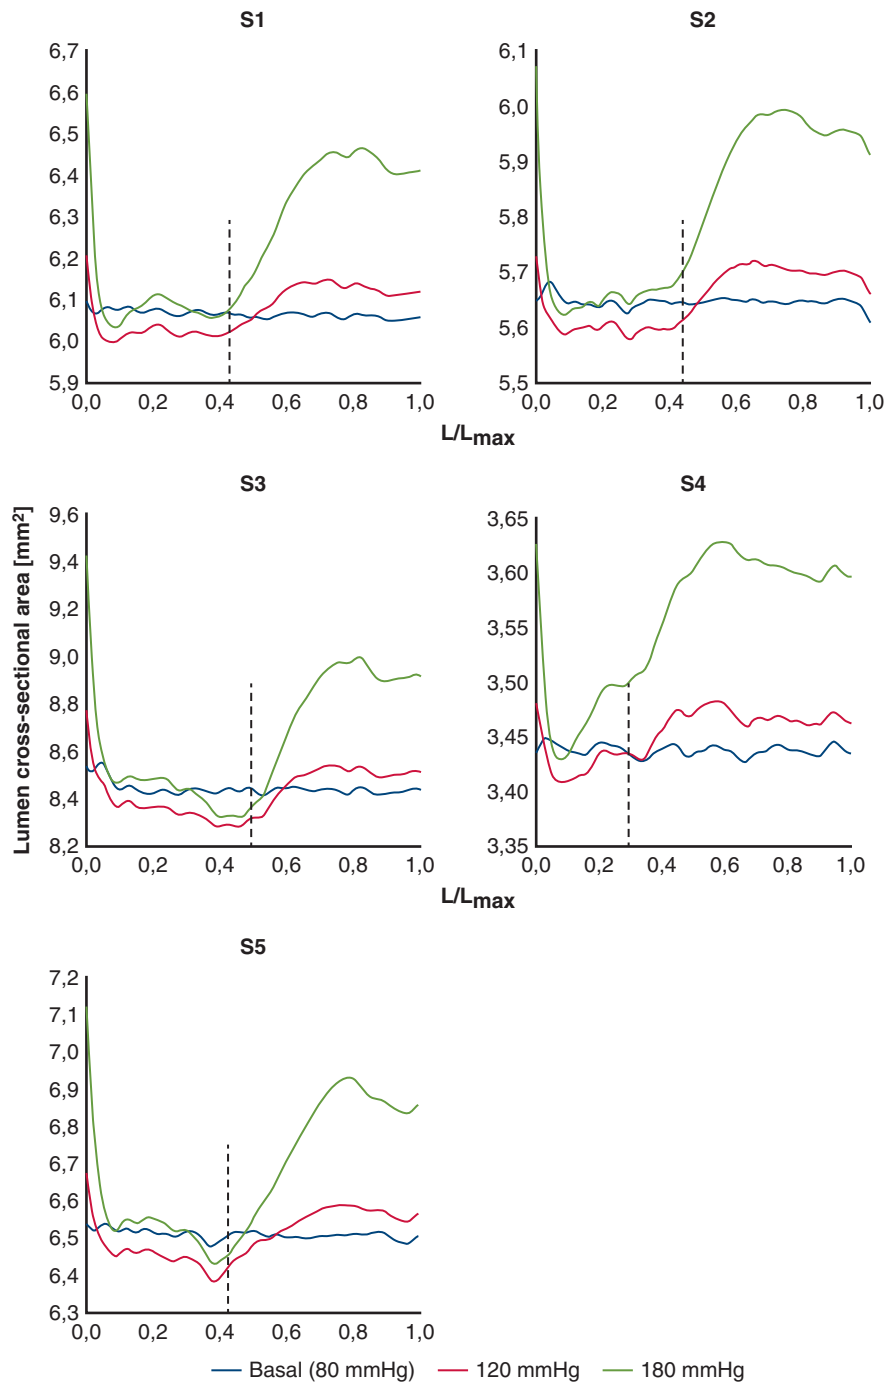 S1
6,7
6,6
6,5
6,4
6,3
6,2
6,1
6,0
5,9
0,0 0,2 0,4 0,6 0,8 1,0
S2
6,1
6,0
5,9
5,8
5,7
5,6
5,5
0,0 0,2 0,4 0,6 0,8 1,0
L/Lmax
Lumen cross-sectional area [mm²]
S3
9,6
9,4
9,2
9,0
8,8
8,6
8,4
8,2
0,0 0,2 0,4 0,6 0,8 1,0
S4
3,65
3,60
3,55
3,50
3,45
3,40
3,35
0,0 0,2 0,4 0,6 0,8 1,0
L/Lmax
S5
7,2
7,1
7,0
6,9
6,8
6,7
6,6
6,5
6,4
6,3
0,0 0,2 0,4 0,6 0,8 1,0
Basal (80 mmHg) 120 mmHg 180 mmHg